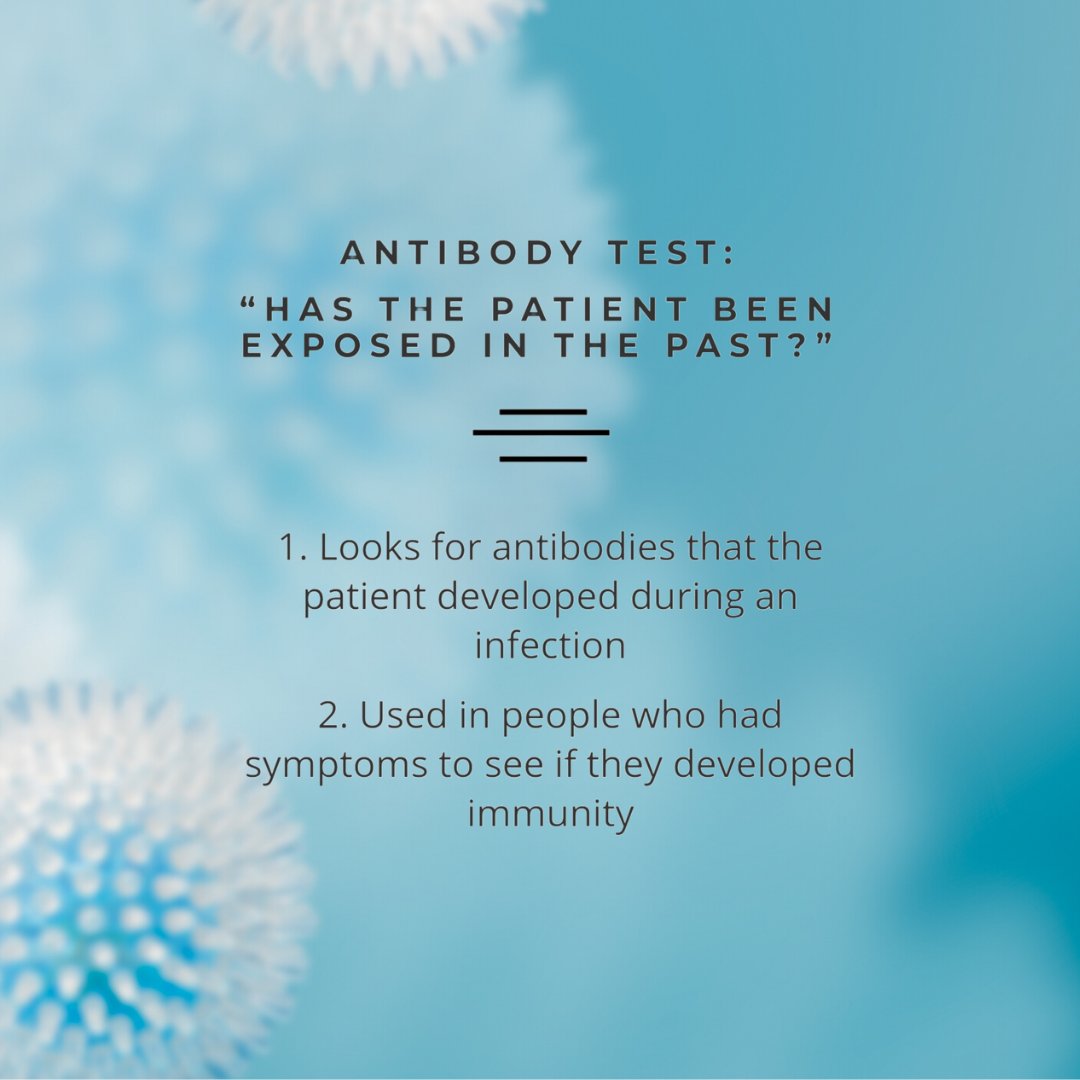 ANTIBODY TEST:
“HAS THE PATIENT BEEN
EXPOSED IN THE PAST?”
1. Looks for antibodies that the
patient developed during an
infection
2. Used in people who had
symptoms to see if they developed
immunity